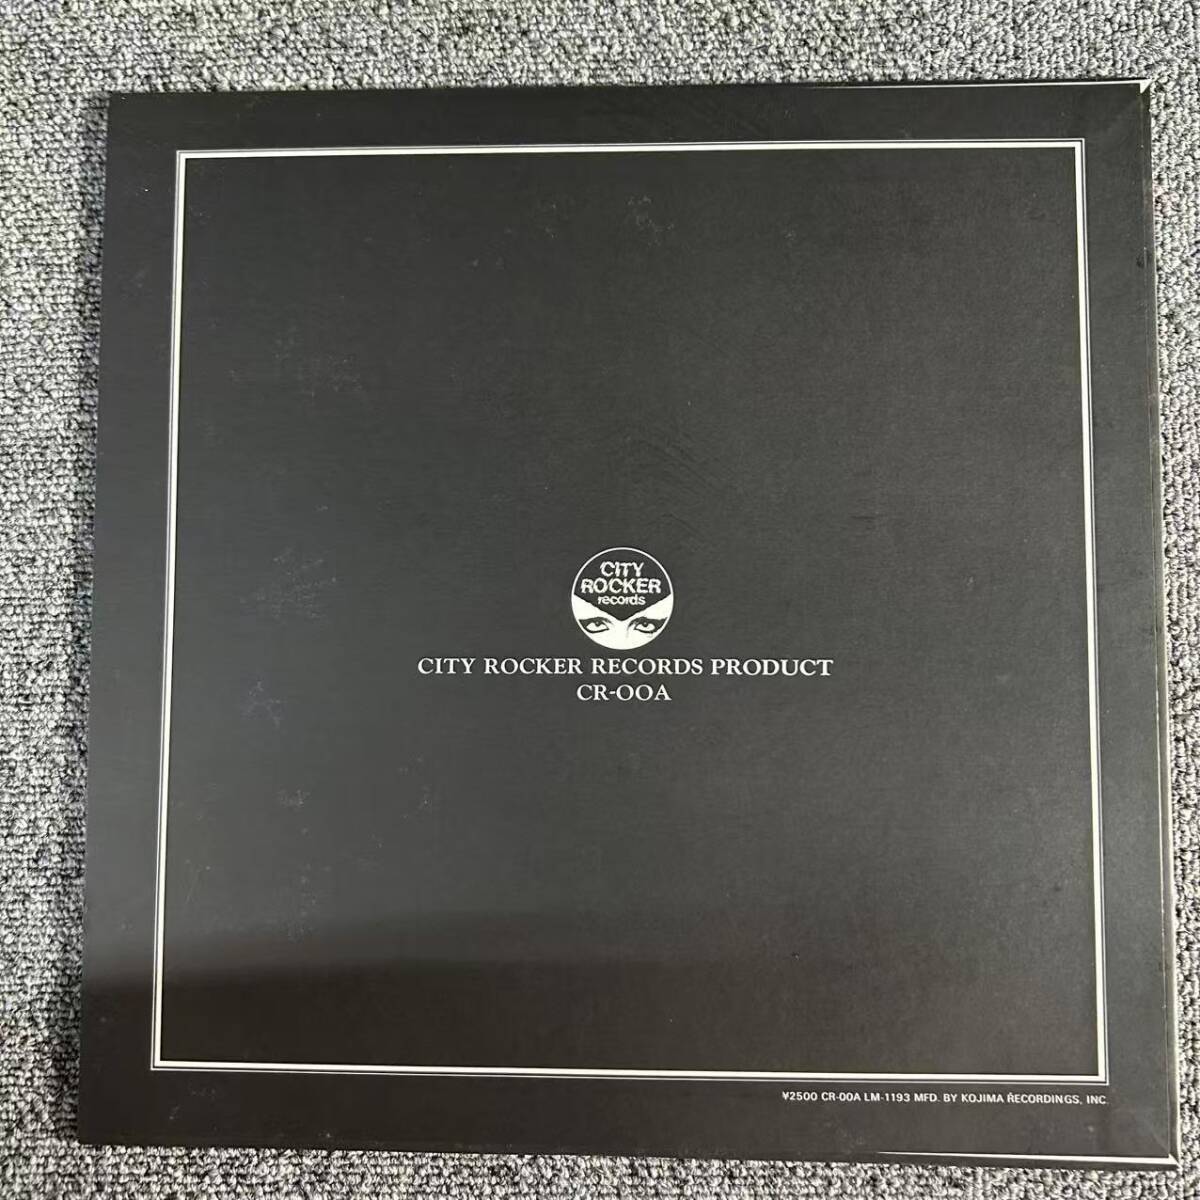 CITY
ROCKER
records
CITY ROCKER RECORDS PRODUCT
CR-OOA
¥2500 CR-OOA LM-1193 MFD. BY KOJIMA RECORDINGS, INC.